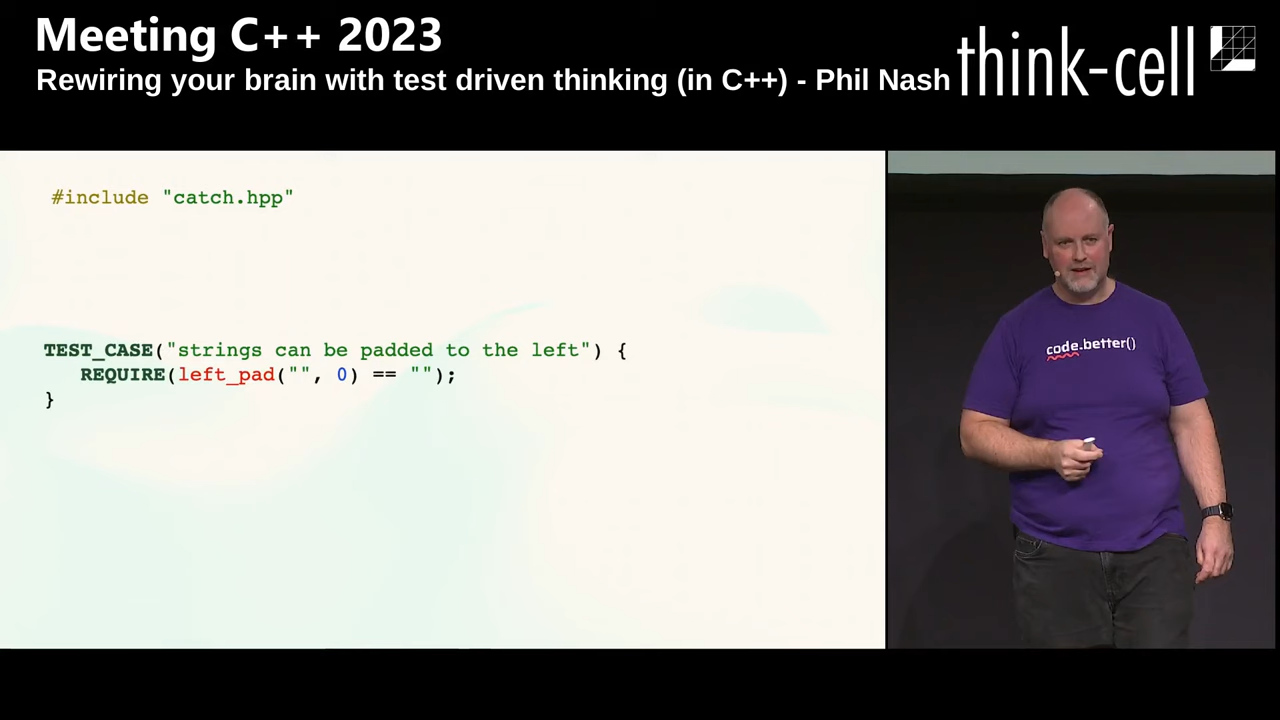 Meeting C++ 2023
Rewiring your brain with test driven thinking (in C++) - Phil Nash
think-cell
#include "catch.hpp"
TEST_CASE("strings can be padded to the left") {
REQUIRE(left_pad("", 0) == "");
}
code.better()